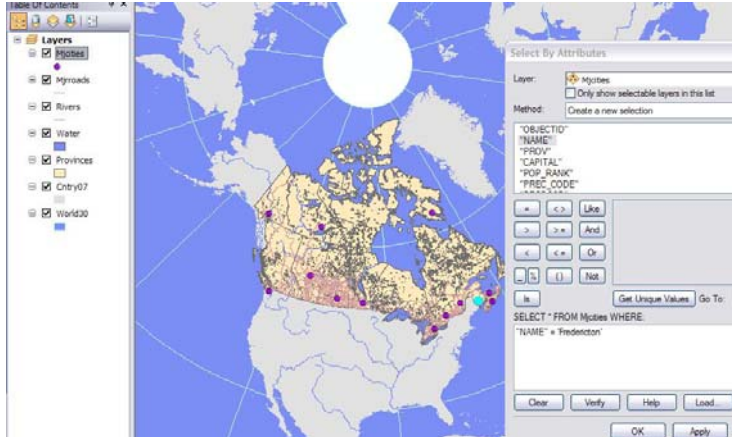 Table Of Contents
Layers
Mjcities
Mjrroads
Rivers
Water
Provinces
Cntry07
World30
Select By Attributes
Layer: Mjcities
Only show selectable layers in this list
Method: Create a new selection
"OBJECTID"
"NAME"
"PROV"
"CAPITAL"
"POP_RANK"
"PREC_CODE"
= < > Like
> > = And
< < = Or
_ % ( ) Not
Is Get Unique Values Go To:
SELECT * FROM Mjcities WHERE:
"NAME" = 'Fredericton'
Clear Verify Help Load...
OK Apply